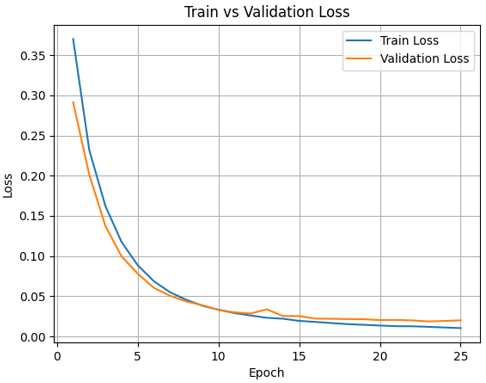 Train vs Validation Loss
Train Loss
Validation Loss
0.35
0.30
0.25
0.20
0.15
0.10
0.05
0.00
Loss
0 5 10 15 20 25
Epoch